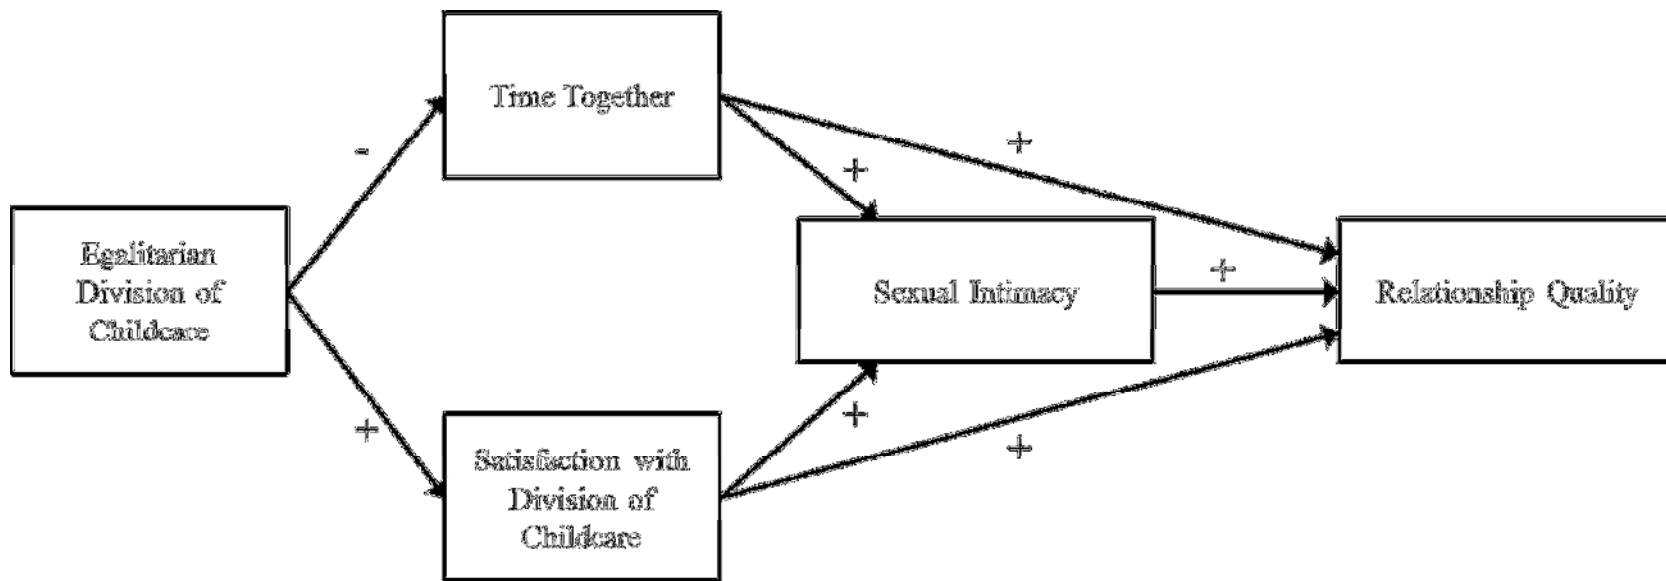 Time Together
-
+
+
Egalitarian
Division of
Childcare
Sexual Intimacy
+
Relationship Quality
+
+
+
Satisfaction with
Division of
Childcare